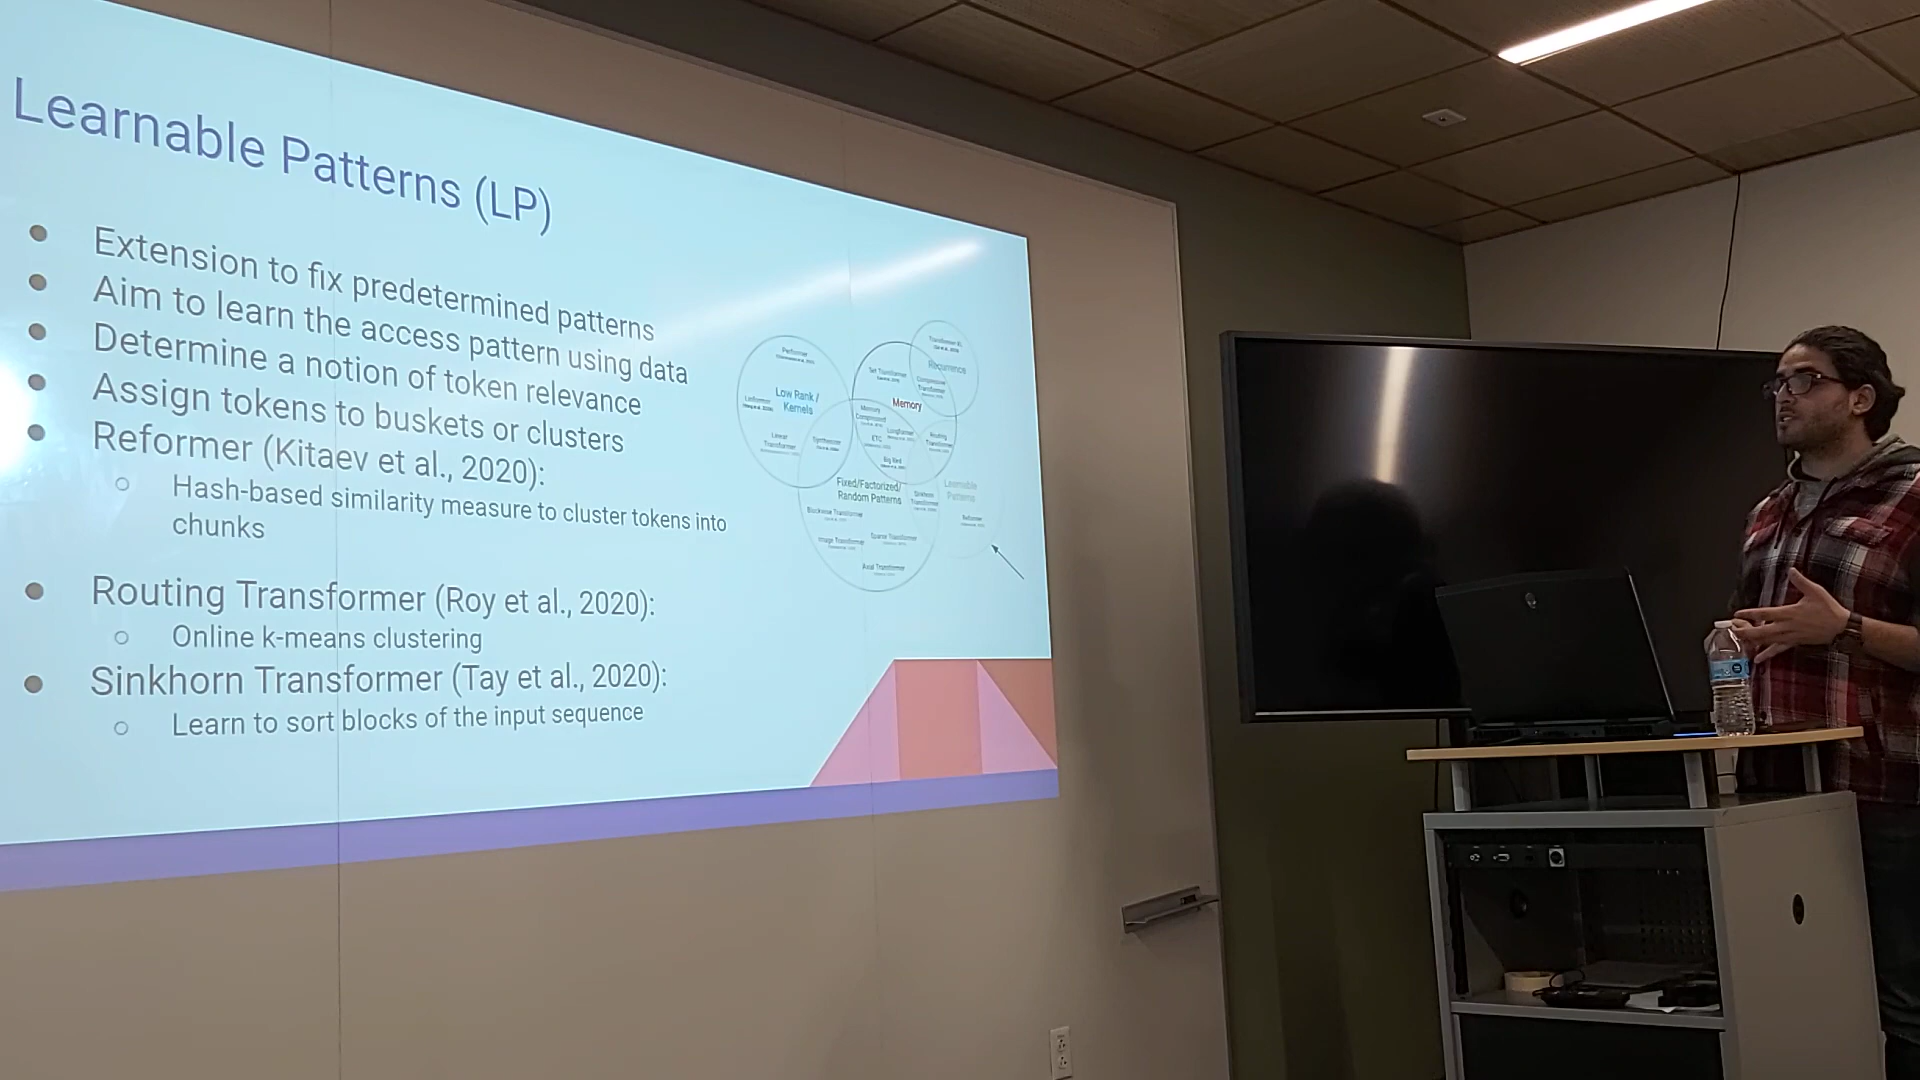 Learnable Patterns (LP)
Extension to fix predetermined patterns
Aim to learn the access pattern using data
Determine a notion of token relevance
Assign tokens to buskets or clusters
Reformer (Kitaev et al., 2020):
Hash-based similarity measure to cluster tokens into
chunks
Routing Transformer (Roy et al., 2020):
Online k-means clustering
Sinkhorn Transformer (Tay et al., 2020):
Learn to sort blocks of the input sequence
Transformer-XL
Recurrence
Performer
Set Transformer
Compressive
Transformer
Low Rank /
Kernels
Memory
Linformer
Memory
Compressed
Longformer
Routing
Transformer
Linear
Transformer
Synthesizer
ETC
Big Bird
Fixed/Factorized/
Random Patterns
Learnable
Patterns
Sinkhorn
Transformer
Blockwise Transformer
Reformer
Image Transformer
Sparse Transformer
Axial Transformer